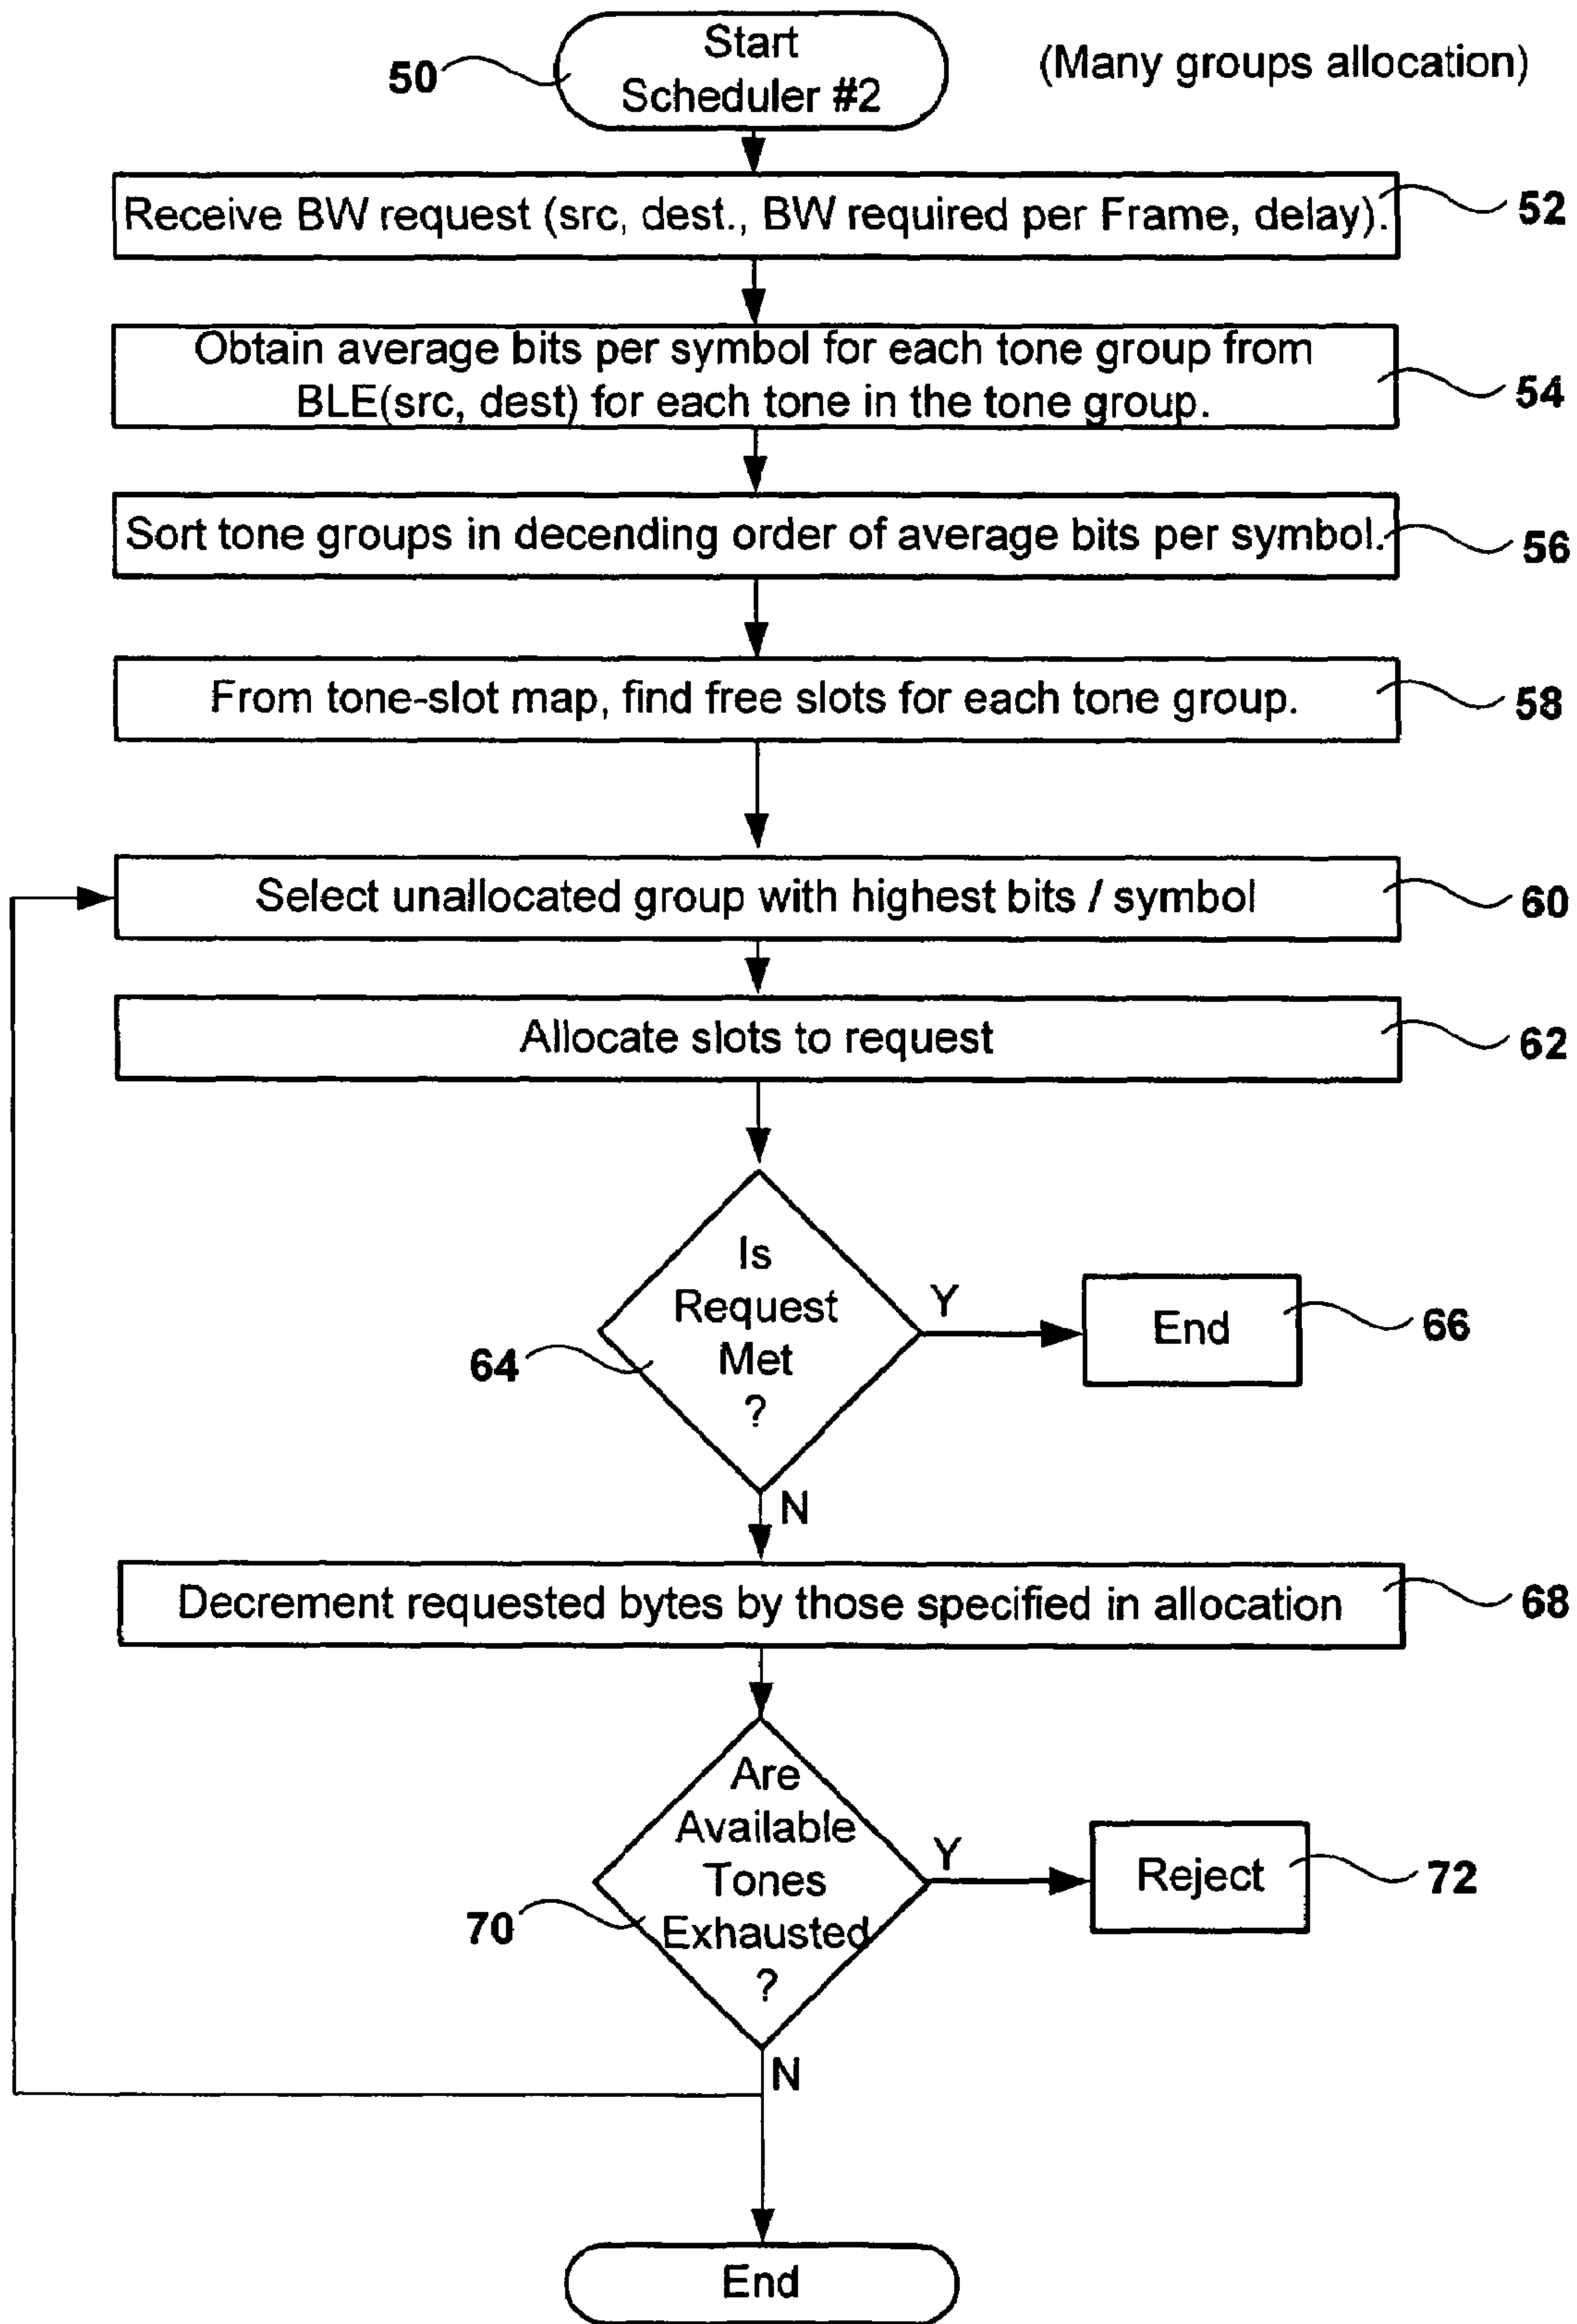 Start
Scheduler #2
(Many groups allocation)
50
Receive BW request (src, dest., BW required per Frame, delay).
52
Obtain average bits per symbol for each tone group from
BLE(src, dest) for each tone in the tone group.
54
Sort tone groups in decending order of average bits per symbol.
56
From tone-slot map, find free slots for each tone group.
58
Select unallocated group with highest bits / symbol
60
Allocate slots to request
62
Is
Request
Met
?
64
Y
End
66
N
Decrement requested bytes by those specified in allocation
68
Are
Available
Tones
Exhausted
?
70
Y
Reject
72
N
End